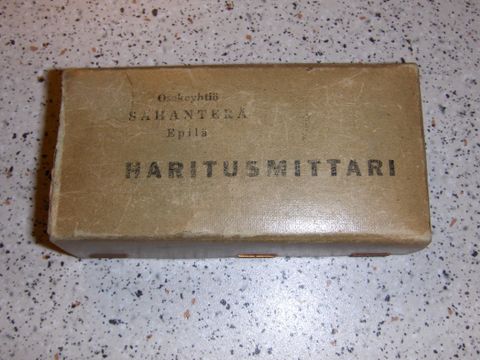 Osakeyhtiö
SAHANTERÄ
Epilä
HARITUSMITTARI